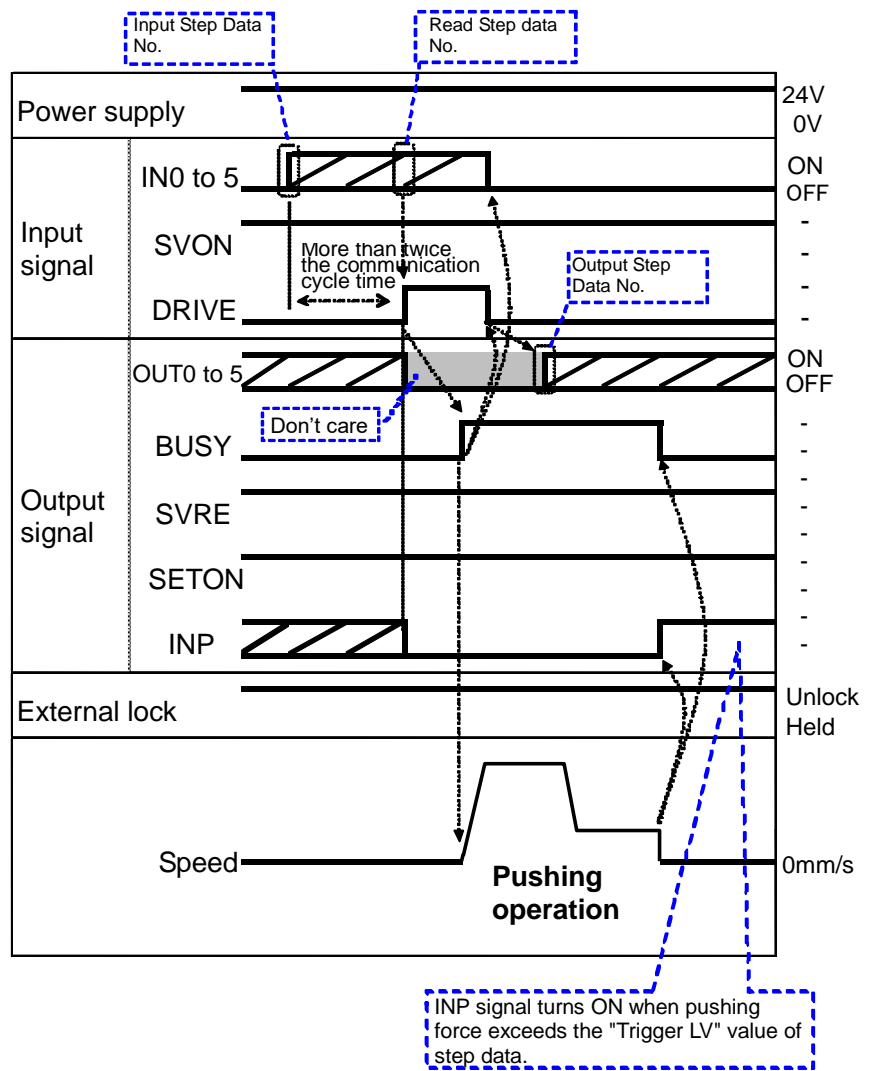 Input Step Data
No.
Read Step data
No.
Power supply
24V
0V
Input
signal
IN0 to 5
ON
OFF
SVON
-
-
More than twice
the communication
cycle time
Output Step
Data No.
DRIVE
-
-
Output
signal
OUT0 to 5
ON
OFF
Don't care
BUSY
-
-
SVRE
-
-
SETON
-
-
INP
-
-
External lock
Unlock
Held
Speed
0mm/s
Pushing
operation
INP signal turns ON when pushing
force exceeds the "Trigger LV" value of
step data.